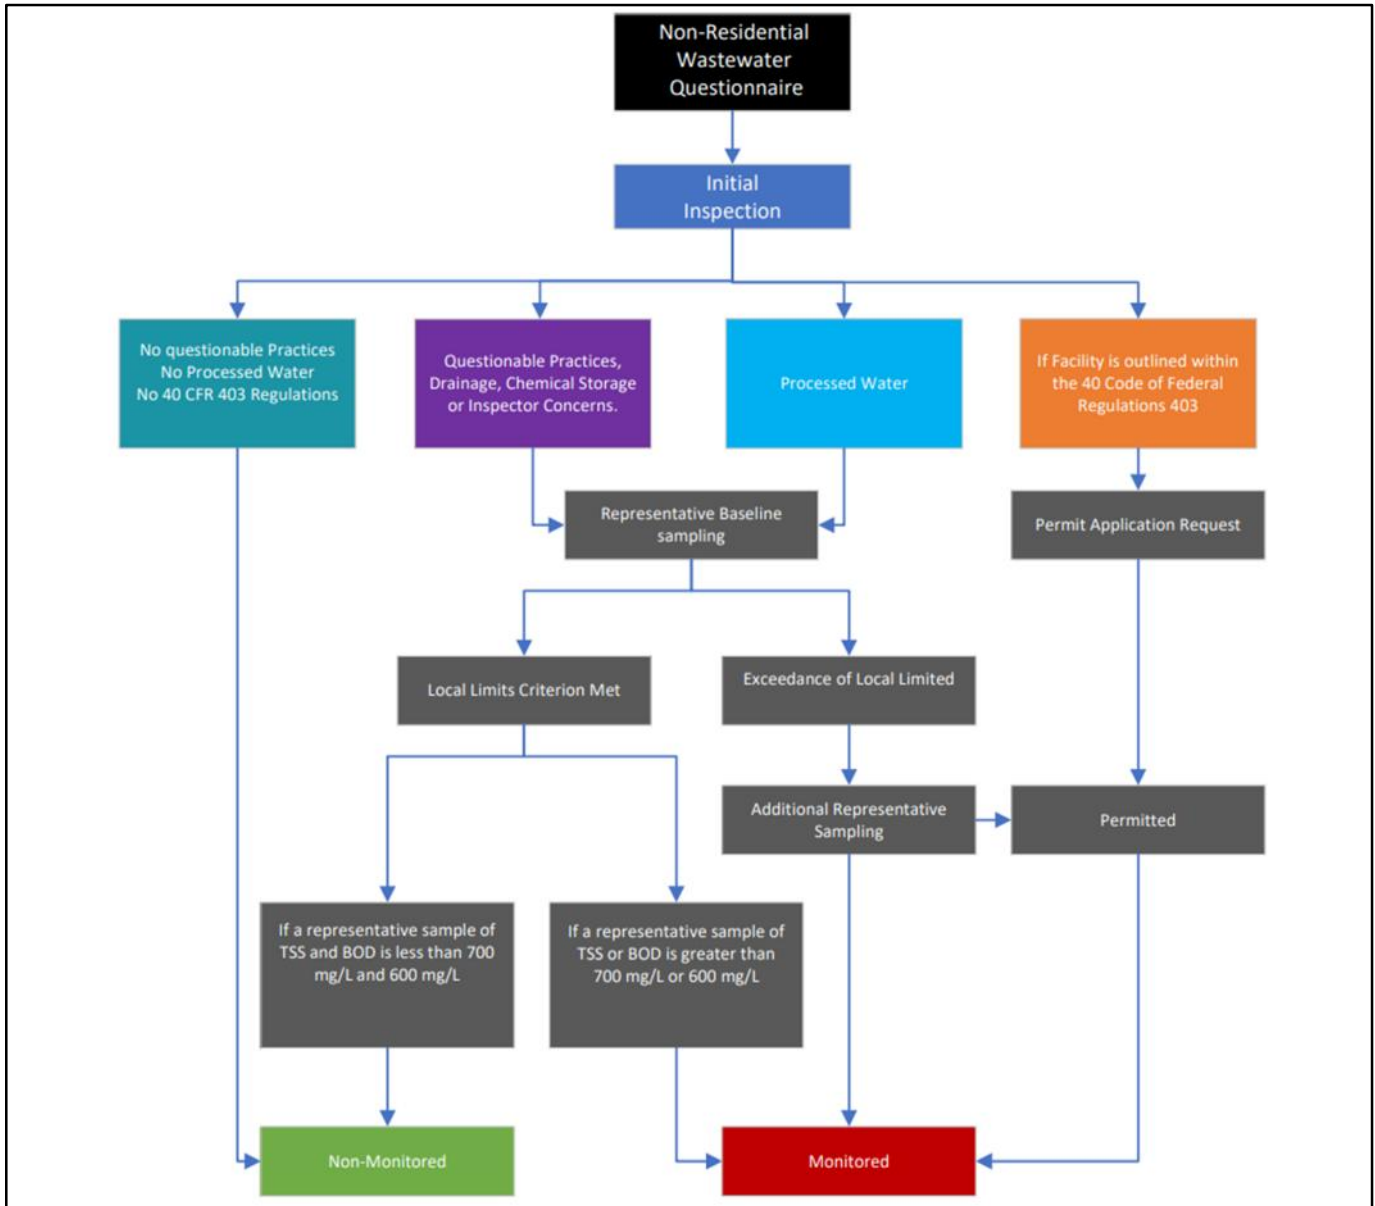 Non-Residential
Wastewater
Questionnaire
Initial
Inspection
No questionable Practices
No Processed Water
No 40 CFR 403 Regulations
Questionable Practices,
Drainage, Chemical Storage
or Inspector Concerns.
Processed Water
If Facility is outlined within
the 40 Code of Federal
Regulations 403
Representative Baseline
sampling
Permit Application Request
Local Limits Criterion Met
Exceedance of Local Limited
Additional Representative
Sampling
Permitted
If a representative sample of
TSS and BOD is less than 700
mg/L and 600 mg/L
If a representative sample of
TSS or BOD is greater than
700 mg/L or 600 mg/L
Non-Monitored
Monitored